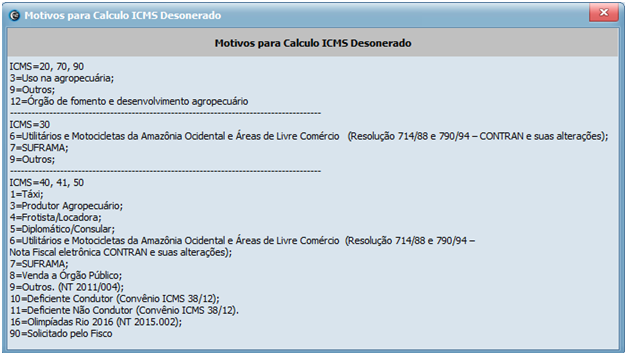 Motivos para Calculo ICMS Desonerado
Motivos para Calculo ICMS Desonerado
ICMS=20, 70, 90
3=Uso na agropecuária;
9=Outros;
12=Órgão de fomento e desenvolvimento agropecuário
--------------------------------------------------------------------------------
ICMS=30
6=Utilitários e Motocicletas da Amazônia Ocidental e Áreas de Livre Comércio (Resolução 714/88 e 790/94 – CONTRAN e suas alterações);
7=SUFRAMA;
9=Outros;
--------------------------------------------------------------------------------
ICMS=40, 41, 50
1=Táxi;
3=Produtor Agropecuário;
4=Frotista/Locadora;
5=Diplomático/Consular;
6=Utilitários e Motocicletas da Amazônia Ocidental e Áreas de Livre Comércio (Resolução 714/88 e 790/94 –
Nota Fiscal eletrônica CONTRAN e suas alterações);
7=SUFRAMA;
8=Venda a Órgão Público;
9=Outros. (NT 2011/004);
10=Deficiente Condutor (Convênio ICMS 38/12);
11=Deficiente Não Condutor (Convênio ICMS 38/12).
16=Olimpíadas Rio 2016 (NT 2015.002);
90=Solicitado pelo Fisco